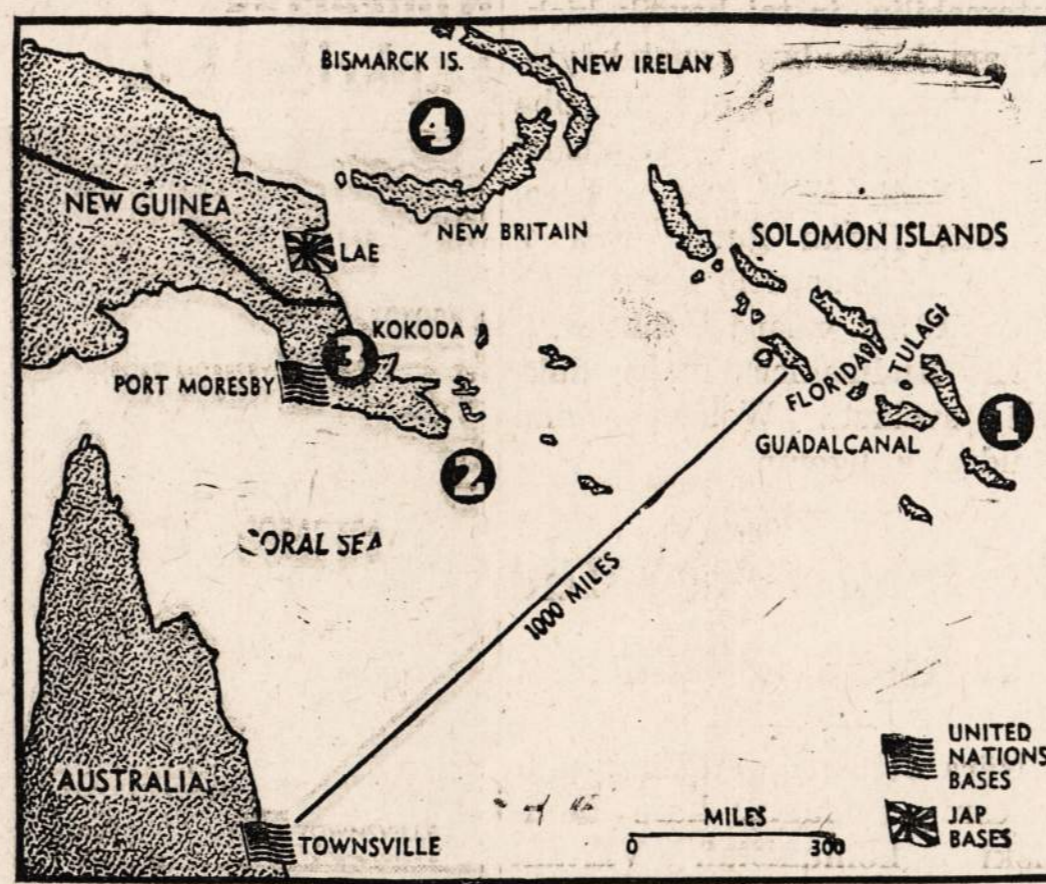 BISMARCK IS.
NEW IRELAN
4
NEW GUINEA
NEW BRITAIN
SOLOMON ISLANDS
LAE
KOKODA
3
PORT MORESBY
FLORIDA
TULAGI
1
GUADALCANAL
2
CORAL SEA
1000 MILES
UNITED
NATIONS
BASES
AUSTRALIA
JAP
BASES
TOWNSVILLE
MILES
0 300